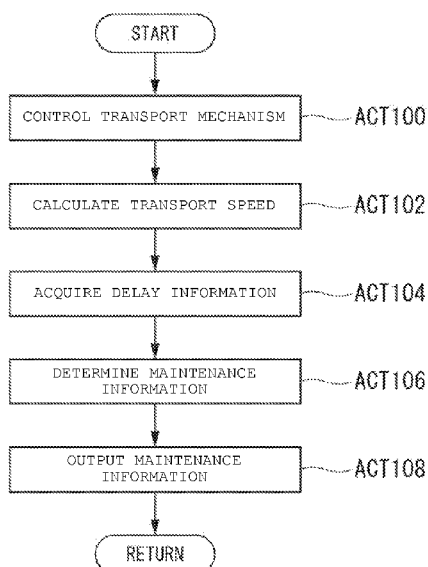 START
CONTROL TRANSPORT MECHANISM
ACT100
CALCULATE TRANSPORT SPEED
ACT102
ACQUIRE DELAY INFORMATION
ACT104
DETERMINE MAINTENANCE
INFORMATION
ACT106
OUTPUT MAINTENANCE
INFORMATION
ACT108
RETURN